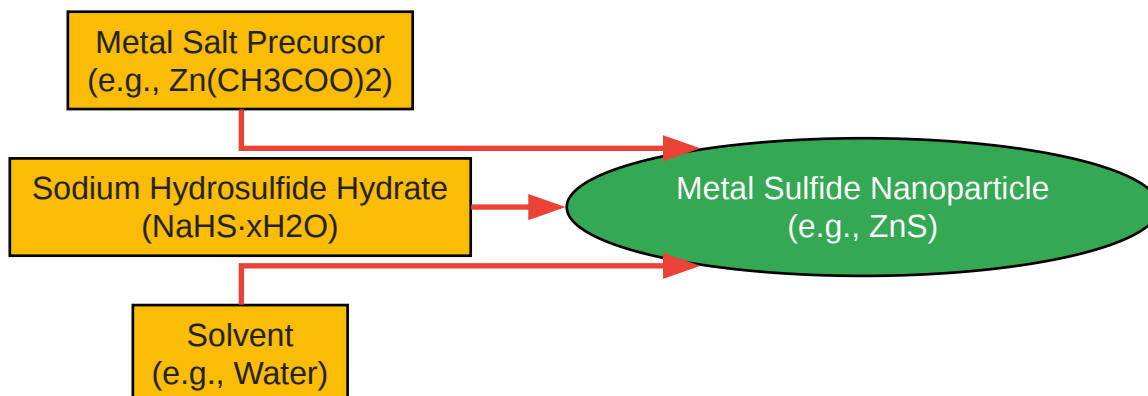 Metal Salt Precursor
(e.g., Zn(CH3COO)2)
Sodium Hydrosulfide Hydrate
(NaHS·xH2O)
Solvent
(e.g., Water)
Metal Sulfide Nanoparticle
(e.g., ZnS)